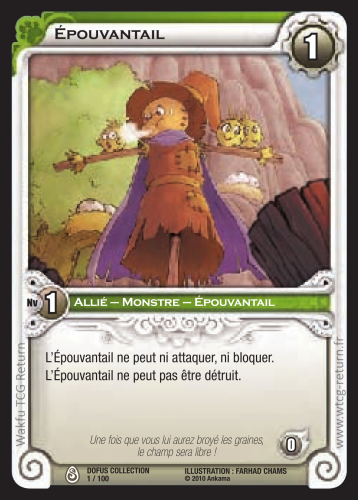 ÉPOUVANTAIL
1
Nv 1 ALLIÉ – MONSTRE – ÉPOUVANTAIL
L'Épouvantail ne peut ni attaquer, ni bloquer.
L'Épouvantail ne peut pas être détruit.
Une fois que vous lui aurez broyé les graines,
le champ sera libre !
0
DOFUS COLLECTION
1 / 100
ILLUSTRATION : FARHAD CHAMS
© 2010 Ankama
Wakfu TCG Return
www.wtcg-return.fr